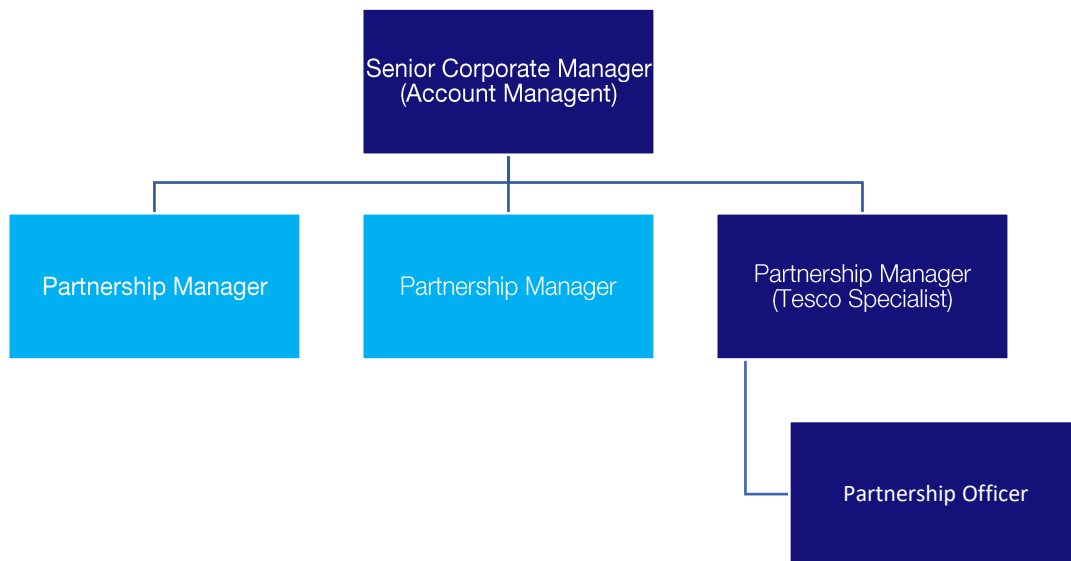 Senior Corporate Manager
(Account Managent)
Partnership Manager
Partnership Manager
Partnership Manager
(Tesco Specialist)
Partnership Officer